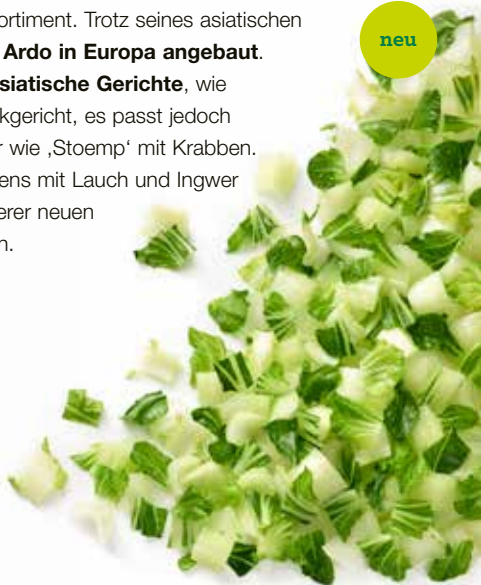 ortiment. Trotz seines asiatischen
neu
Ardo in Europa angebaut.
siatische Gerichte, wie
kgericht, es passt jedoch
r wie ‚Stoemp‘ mit Krabben.
ens mit Lauch und Ingwer
erer neuen
n.